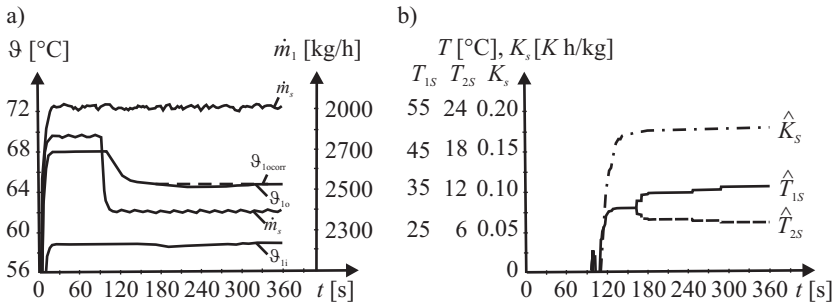 a)
ϑ [°C]
ṁ₁ [kg/h]
72
68
64
60
56
2000
2700
2500
2300
ṁₛ
ϑ₁ₒcorr
ϑ₁ₒ
ṁₛ
ϑ₁ᵢ
0 60 120 180 240 300 360 t [s]
b)
T [°C], Kₛ [K h/kg]
T₁S T₂S Kₛ
55 24 0.20
45 18 0.15
35 12 0.10
25 6 0.05
0
K̂S
T̂₁S
T̂₂S
0 60 120 180 240 300 360 t [s]